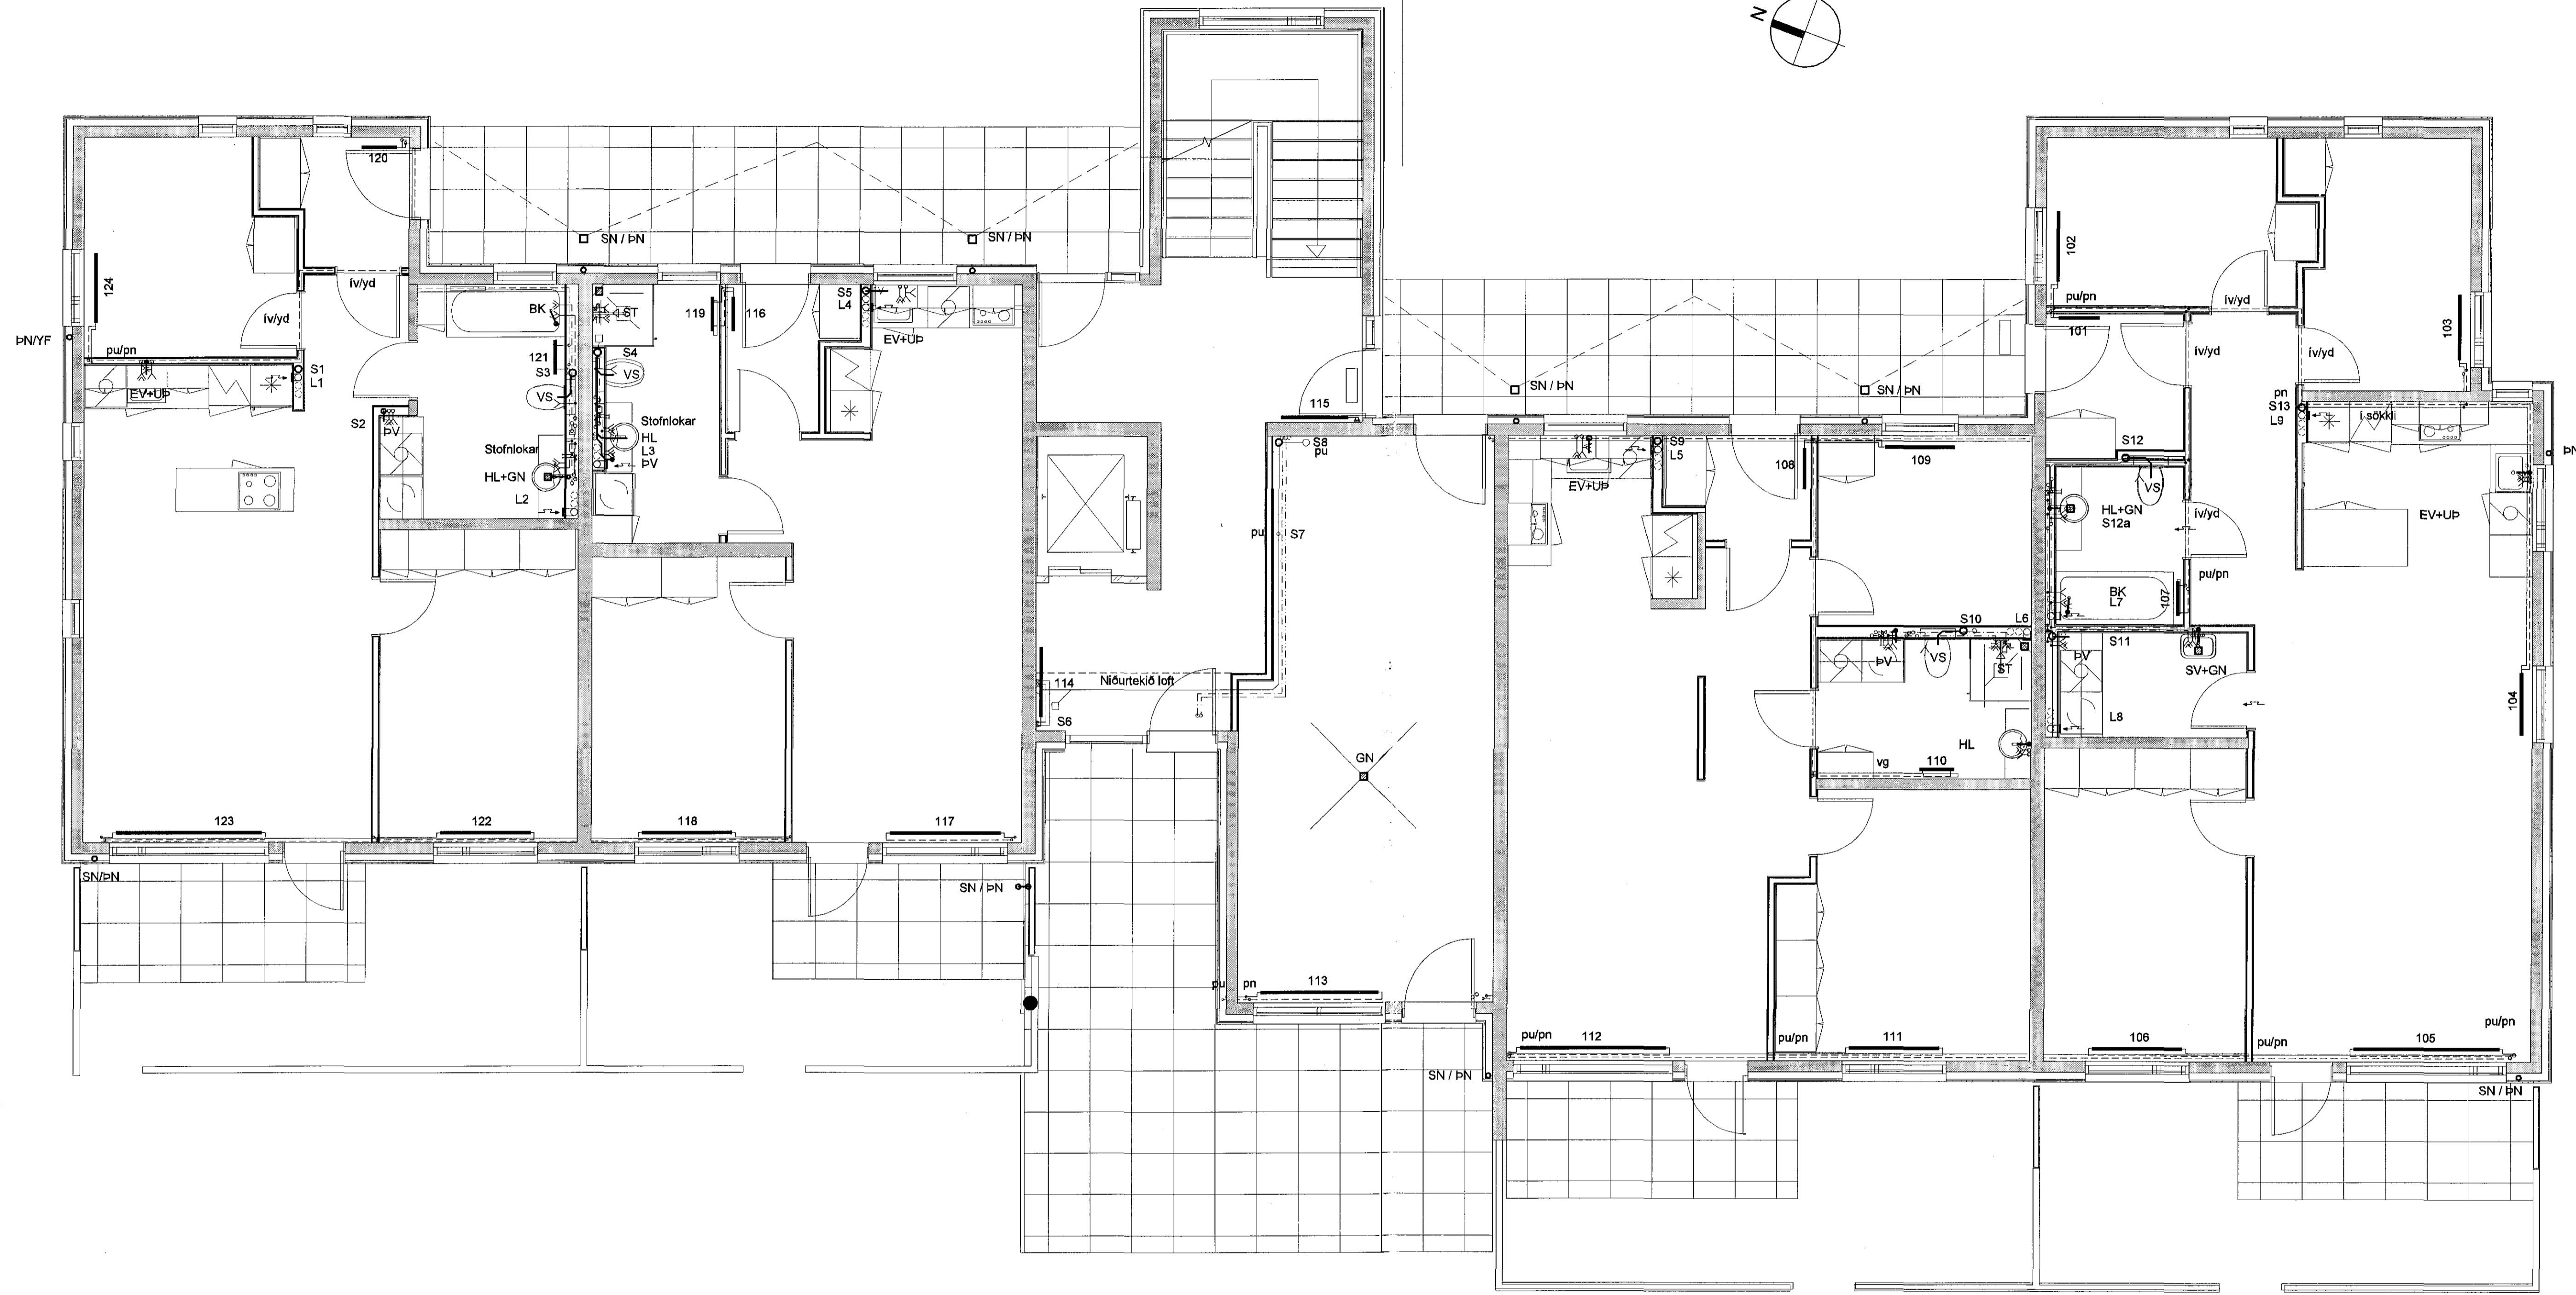 N
120
124
ív/yd
ív/yd
ÞN/YF
pu/pn
EV+UÞ
S1
L1
SN / ÞN
SN / ÞN
BK
121
S3
VS
S2
ÞV
Stofnlokar
HL+GN
L2
ST
S4
VS
Stofnlokar
HL
L3
ÞV
119
116
S5
L4
EV+UÞ
115
S8
pu
pu
S7
114
Niðurtekið loft
S6
GN
113
pu
pn
123
122
118
117
SN/ÞN
SN / ÞN
SN / ÞN
SN / ÞN
SN / ÞN
S9
L5
EV+UÞ
108
109
S10
L6
ÞV
VS
ST
HL
vg
110
pu/pn
112
pu/pn
111
102
pu/pn
101
ív/yd
ív/yd
ív/yd
103
pn
S13
L9
í sökkli
S12
VS
HL+GN
S12a
ív/yd
pu/pn
BK
L7
107
S11
ÞV
SV+GN
L8
EV+UÞ
ÞN
104
106
pu/pn
105
pu/pn
SN / ÞN